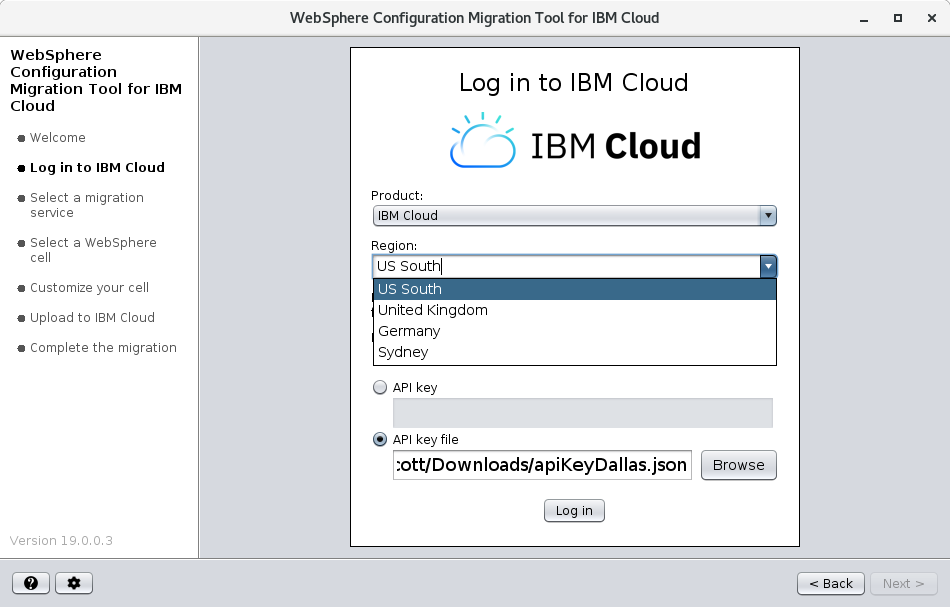 WebSphere Configuration Migration Tool for IBM Cloud
WebSphere
Configuration
Migration Tool for IBM
Cloud
Welcome
Log in to IBM Cloud
Select a migration
service
Select a WebSphere
cell
Customize your cell
Upload to IBM Cloud
Complete the migration
Version 19.0.0.3
Log in to IBM Cloud
IBM Cloud
Product:
IBM Cloud
Region:
US South
US South
United Kingdom
Germany
Sydney
API key
API key file
cott/Downloads/apiKeyDallas.json
Browse
Log in
?
< Back
Next >